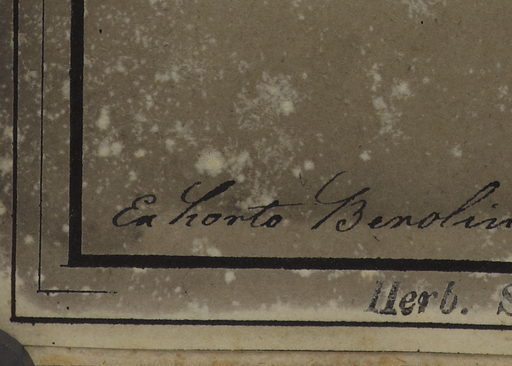 Ex horto Berolin
Herb. S